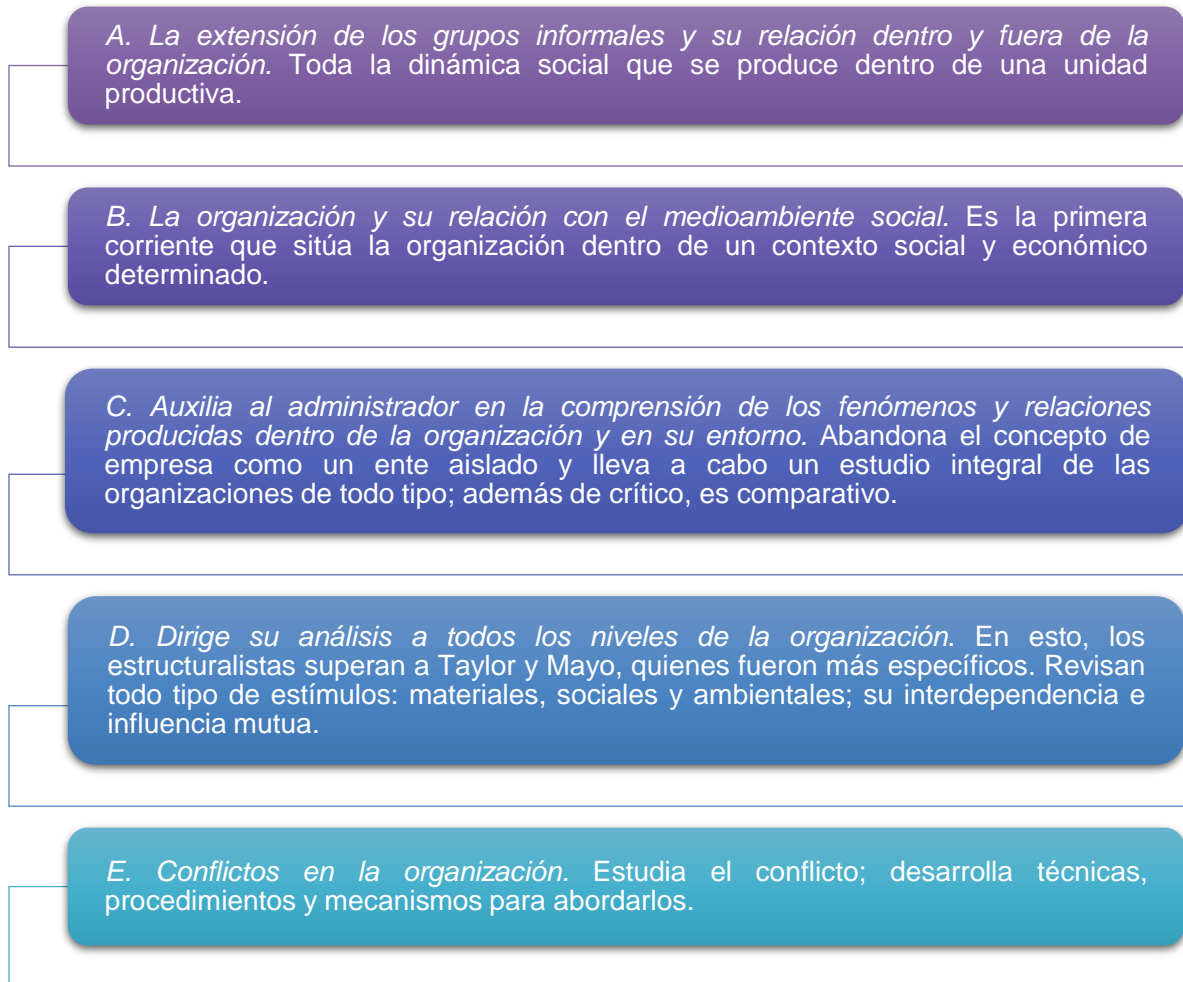 A. La extensión de los grupos informales y su relación dentro y fuera de la
organización. Toda la dinámica social que se produce dentro de una unidad
productiva.
B. La organización y su relación con el medioambiente social. Es la primera
corriente que sitúa la organización dentro de un contexto social y económico
determinado.
C. Auxilia al administrador en la comprensión de los fenómenos y relaciones
producidas dentro de la organización y en su entorno. Abandona el concepto de
empresa como un ente aislado y lleva a cabo un estudio integral de las
organizaciones de todo tipo; además de crítico, es comparativo.
D. Dirige su análisis a todos los niveles de la organización. En esto, los
estructuralistas superan a Taylor y Mayo, quienes fueron más específicos. Revisan
todo tipo de estímulos: materiales, sociales y ambientales; su interdependencia e
influencia mutua.
E. Conflictos en la organización. Estudia el conflicto; desarrolla técnicas,
procedimientos y mecanismos para abordarlos.